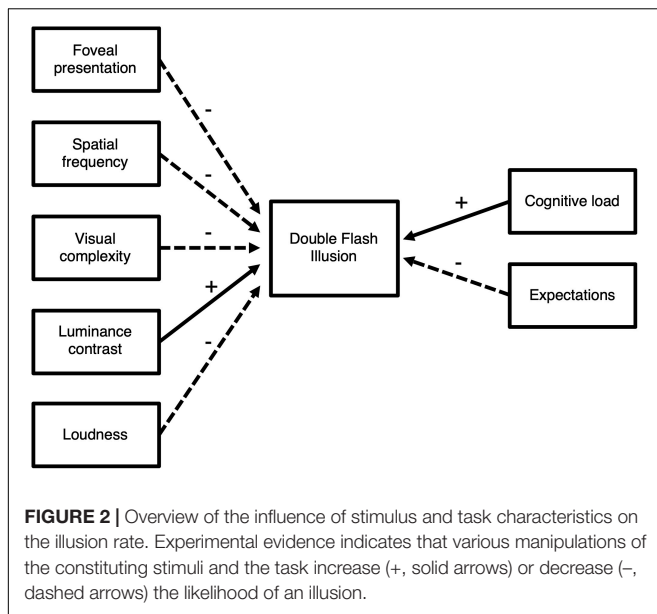 Foveal
presentation
-
Spatial
frequency
-
Visual
complexity
-
Luminance
contrast
+
Loudness
-
Double Flash
Illusion
+
Cognitive load
-
Expectations
FIGURE 2 | Overview of the influence of stimulus and task characteristics on
the illusion rate. Experimental evidence indicates that various manipulations of
the constituting stimuli and the task increase (+, solid arrows) or decrease (–,
dashed arrows) the likelihood of an illusion.